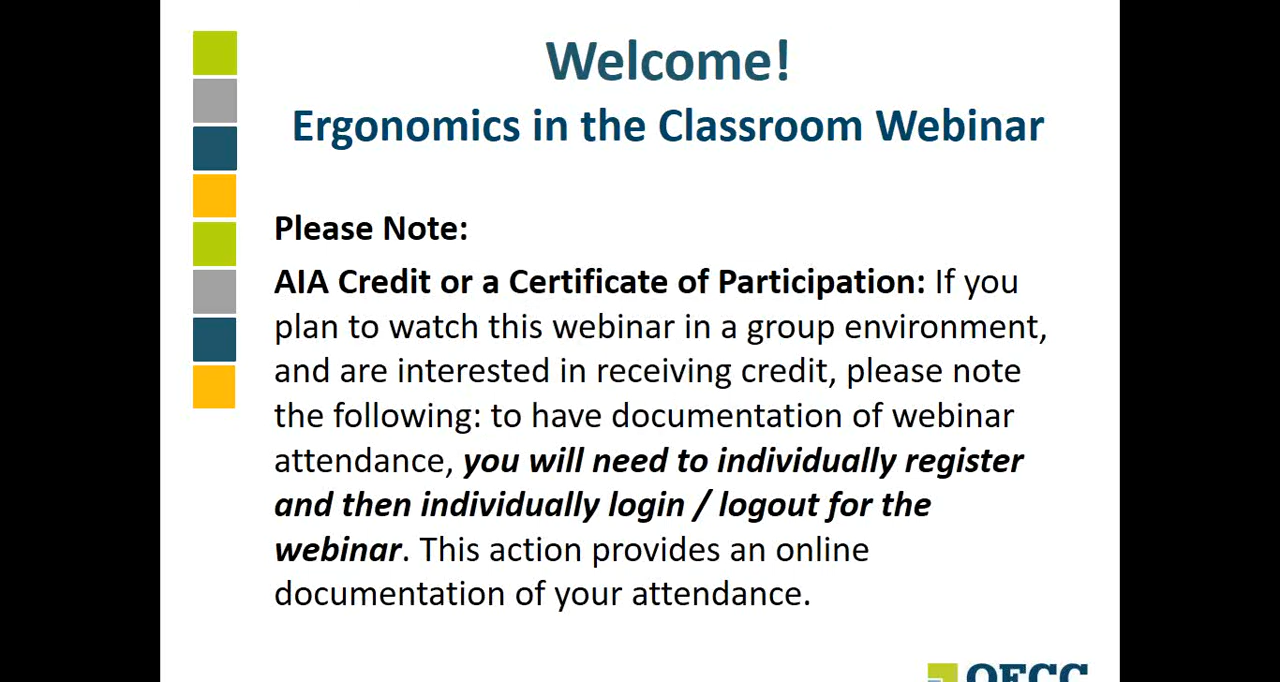 Welcome!
Ergonomics in the Classroom Webinar
Please Note:
AIA Credit or a Certificate of Participation: If you
plan to watch this webinar in a group environment,
and are interested in receiving credit, please note
the following: to have documentation of webinar
attendance, you will need to individually register
and then individually login / logout for the
webinar. This action provides an online
documentation of your attendance.